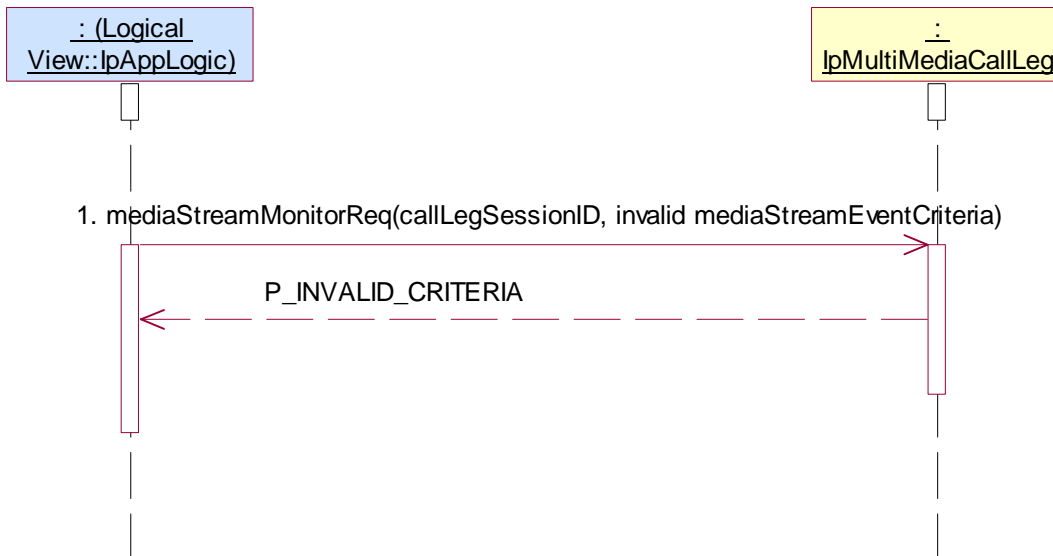 : (Logical
View::IpAppLogic)
:
IpMultiMediaCallLeg
1. mediaStreamMonitorReq(callLegSessionID, invalid mediaStreamEventCriteria)
P_INVALID_CRITERIA